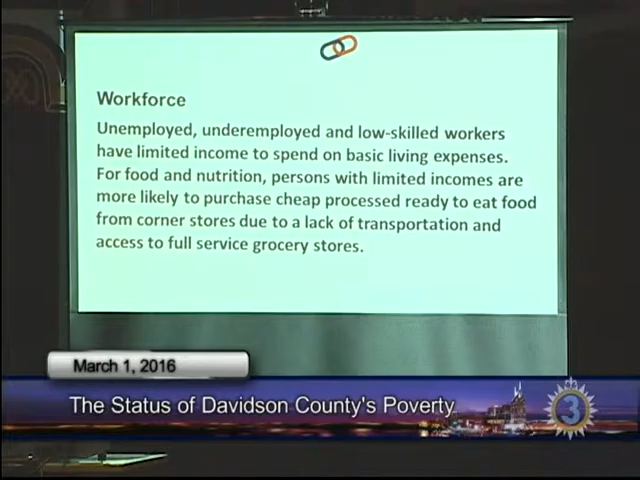 Workforce
Unemployed, underemployed and low-skilled workers
have limited income to spend on basic living expenses.
For food and nutrition, persons with limited incomes are
more likely to purchase cheap processed ready to eat food
from corner stores due to a lack of transportation and
access to full service grocery stores.
March 1, 2016
The Status of Davidson County's Poverty
3